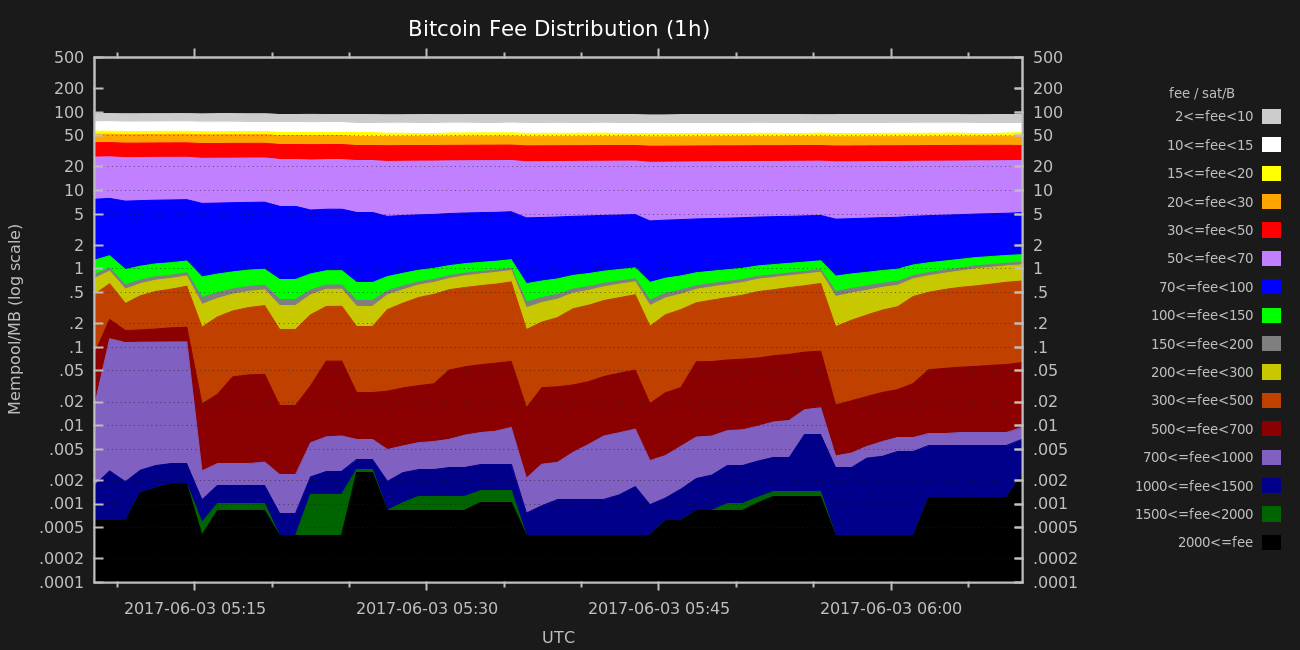 Bitcoin Fee Distribution (1h)
Mempool/MB (log scale)
500
200
100
50
20
10
5
2
1
.5
.2
.1
.05
.02
.01
.005
.002
.001
.0005
.0002
.0001
500
200
100
50
20
10
5
2
1
.5
.2
.1
.05
.02
.01
.005
.002
.001
.0005
.0002
.0001
fee / sat/B
2<=fee<10
10<=fee<15
15<=fee<20
20<=fee<30
30<=fee<50
50<=fee<70
70<=fee<100
100<=fee<150
150<=fee<200
200<=fee<300
300<=fee<500
500<=fee<700
700<=fee<1000
1000<=fee<1500
1500<=fee<2000
2000<=fee
2017-06-03 05:15 2017-06-03 05:30 2017-06-03 05:45 2017-06-03 06:00
UTC